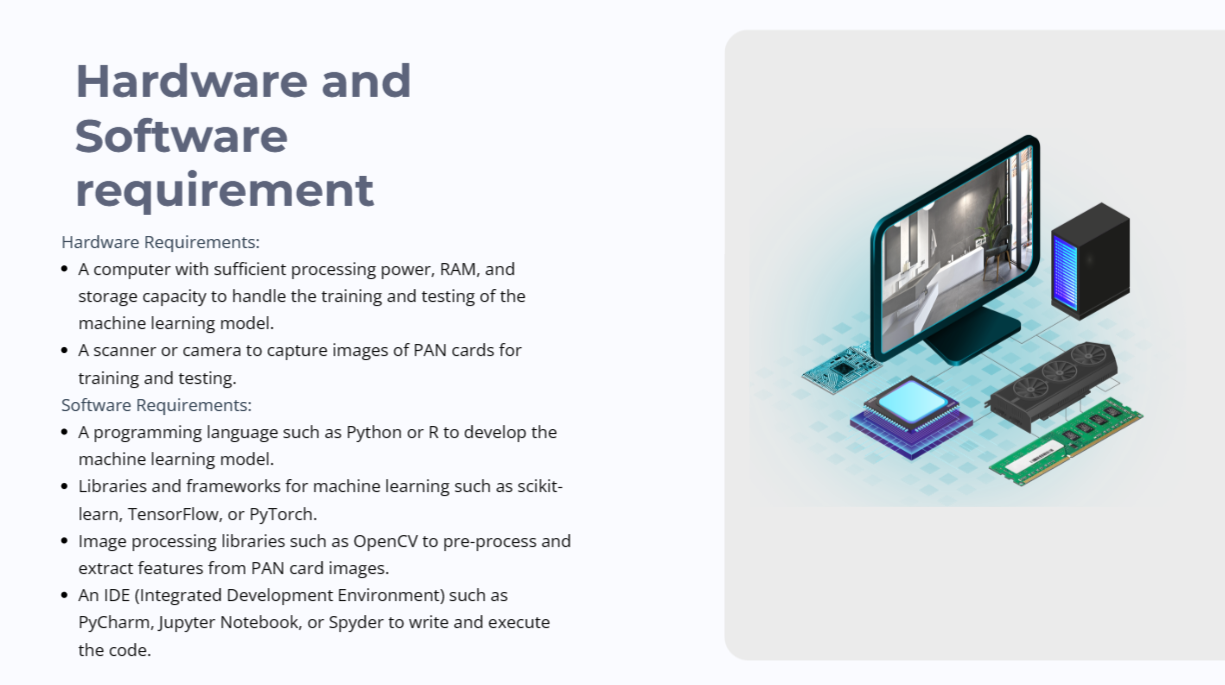 Hardware and
Software
requirement
Hardware Requirements:
• A computer with sufficient processing power, RAM, and
storage capacity to handle the training and testing of the
machine learning model.
• A scanner or camera to capture images of PAN cards for
training and testing.
Software Requirements:
• A programming language such as Python or R to develop the
machine learning model.
• Libraries and frameworks for machine learning such as scikit-
learn, TensorFlow, or PyTorch.
• Image processing libraries such as OpenCV to pre-process and
extract features from PAN card images.
• An IDE (Integrated Development Environment) such as
PyCharm, Jupyter Notebook, or Spyder to write and execute
the code.